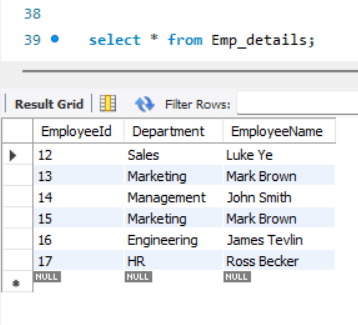 38
39 select * from Emp_details;
Result Grid Filter Rows:
EmployeeId Department EmployeeName
12 Sales Luke Ye
13 Marketing Mark Brown
14 Management John Smith
15 Marketing Mark Brown
16 Engineering James Tevlin
17 HR Ross Becker
NULL NULL NULL